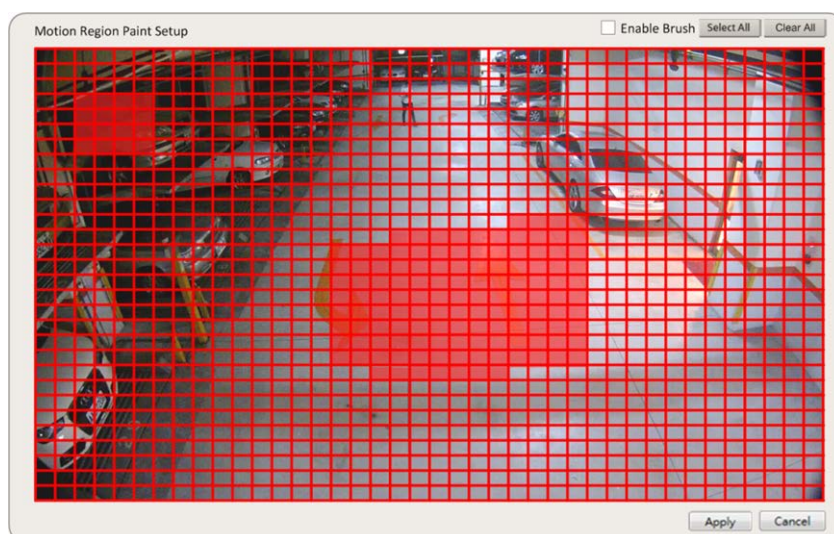 Motion Region Paint Setup
Enable Brush
Select All
Clear All
Apply
Cancel